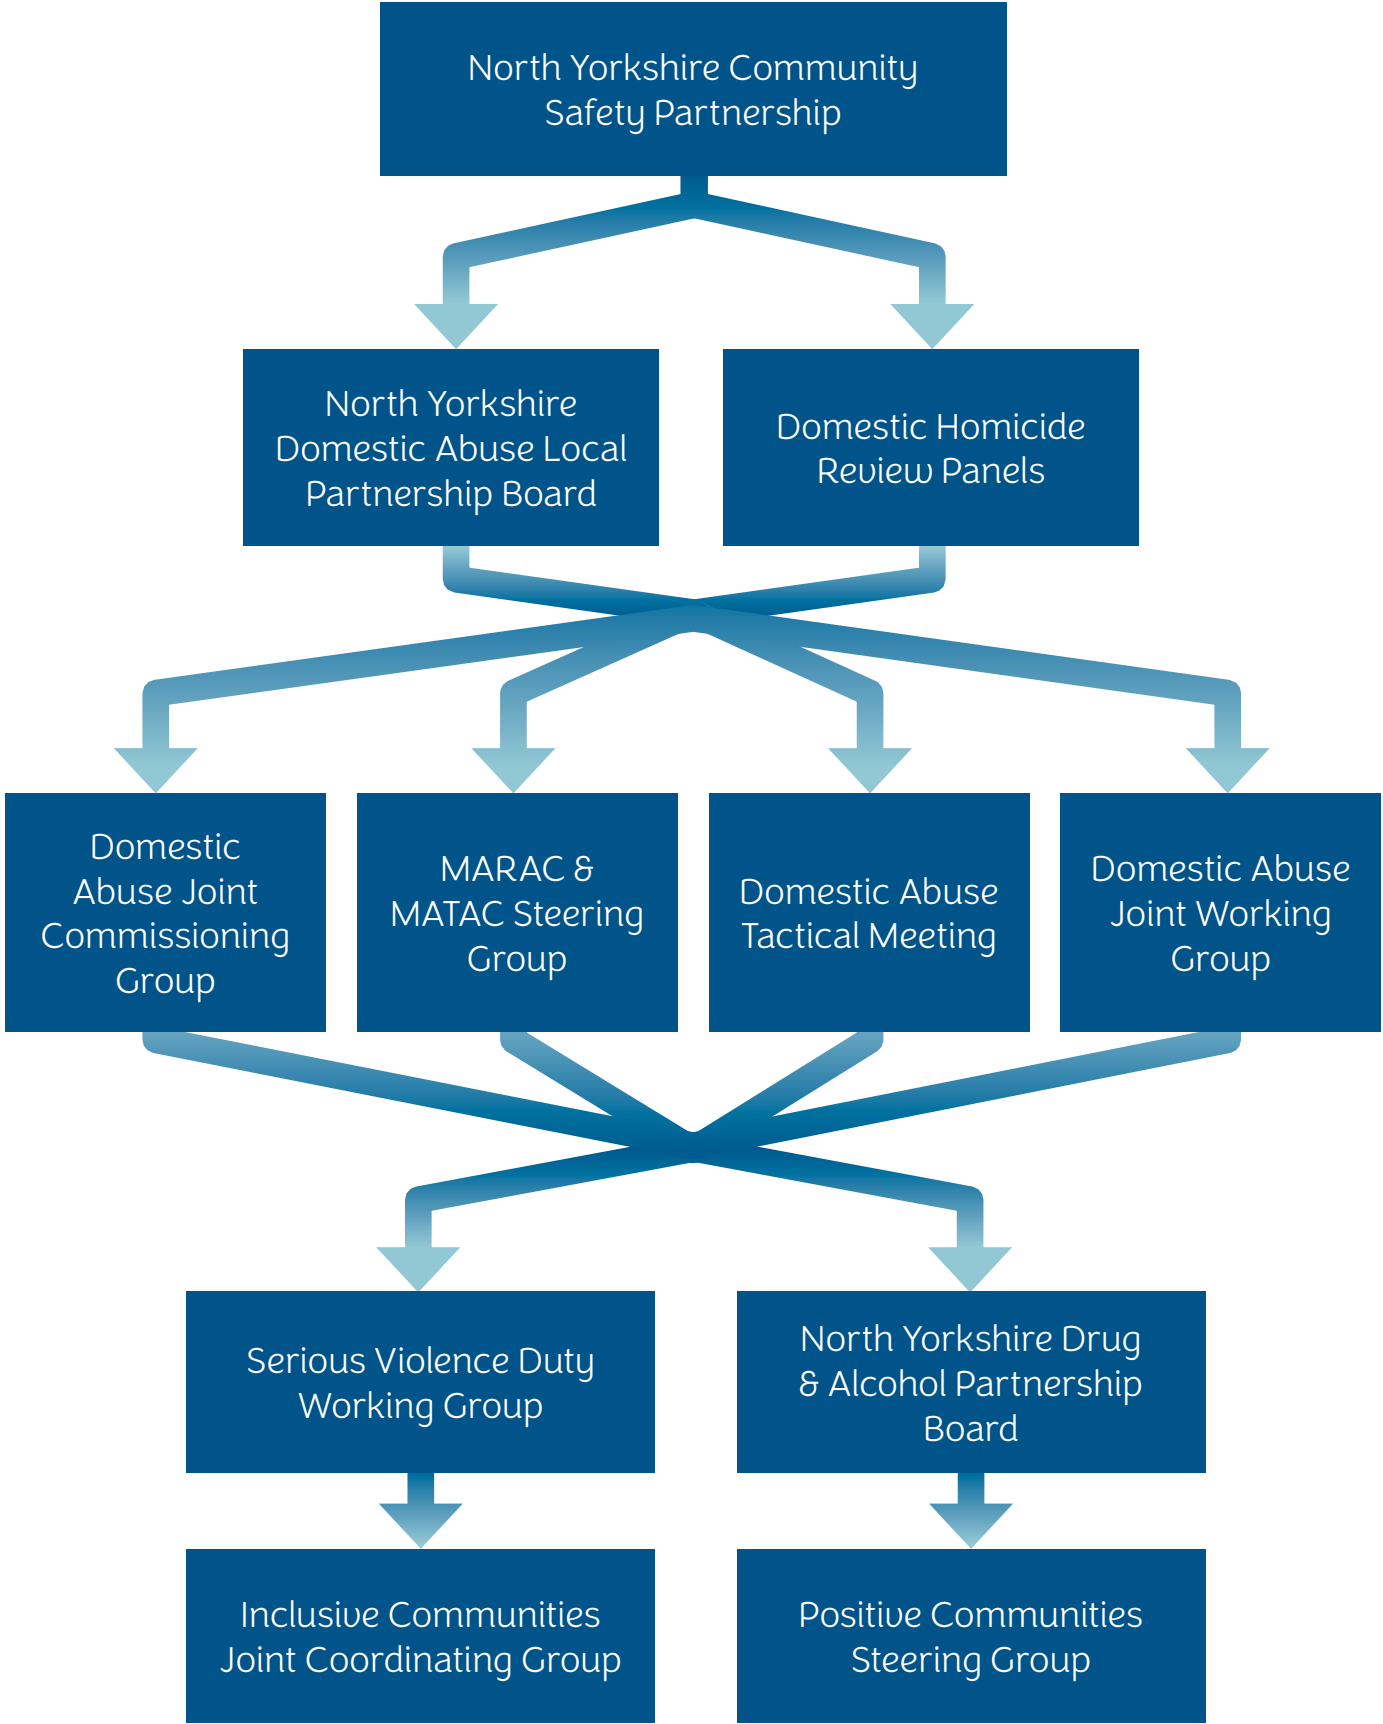 North Yorkshire Community
Safety Partnership
North Yorkshire
Domestic Abuse Local
Partnership Board
Domestic Homicide
Review Panels
Domestic
Abuse Joint
Commissioning
Group
MARAC &
MATAC Steering
Group
Domestic Abuse
Tactical Meeting
Domestic Abuse
Joint Working
Group
Serious Violence Duty
Working Group
North Yorkshire Drug
& Alcohol Partnership
Board
Inclusive Communities
Joint Coordinating Group
Positive Communities
Steering Group